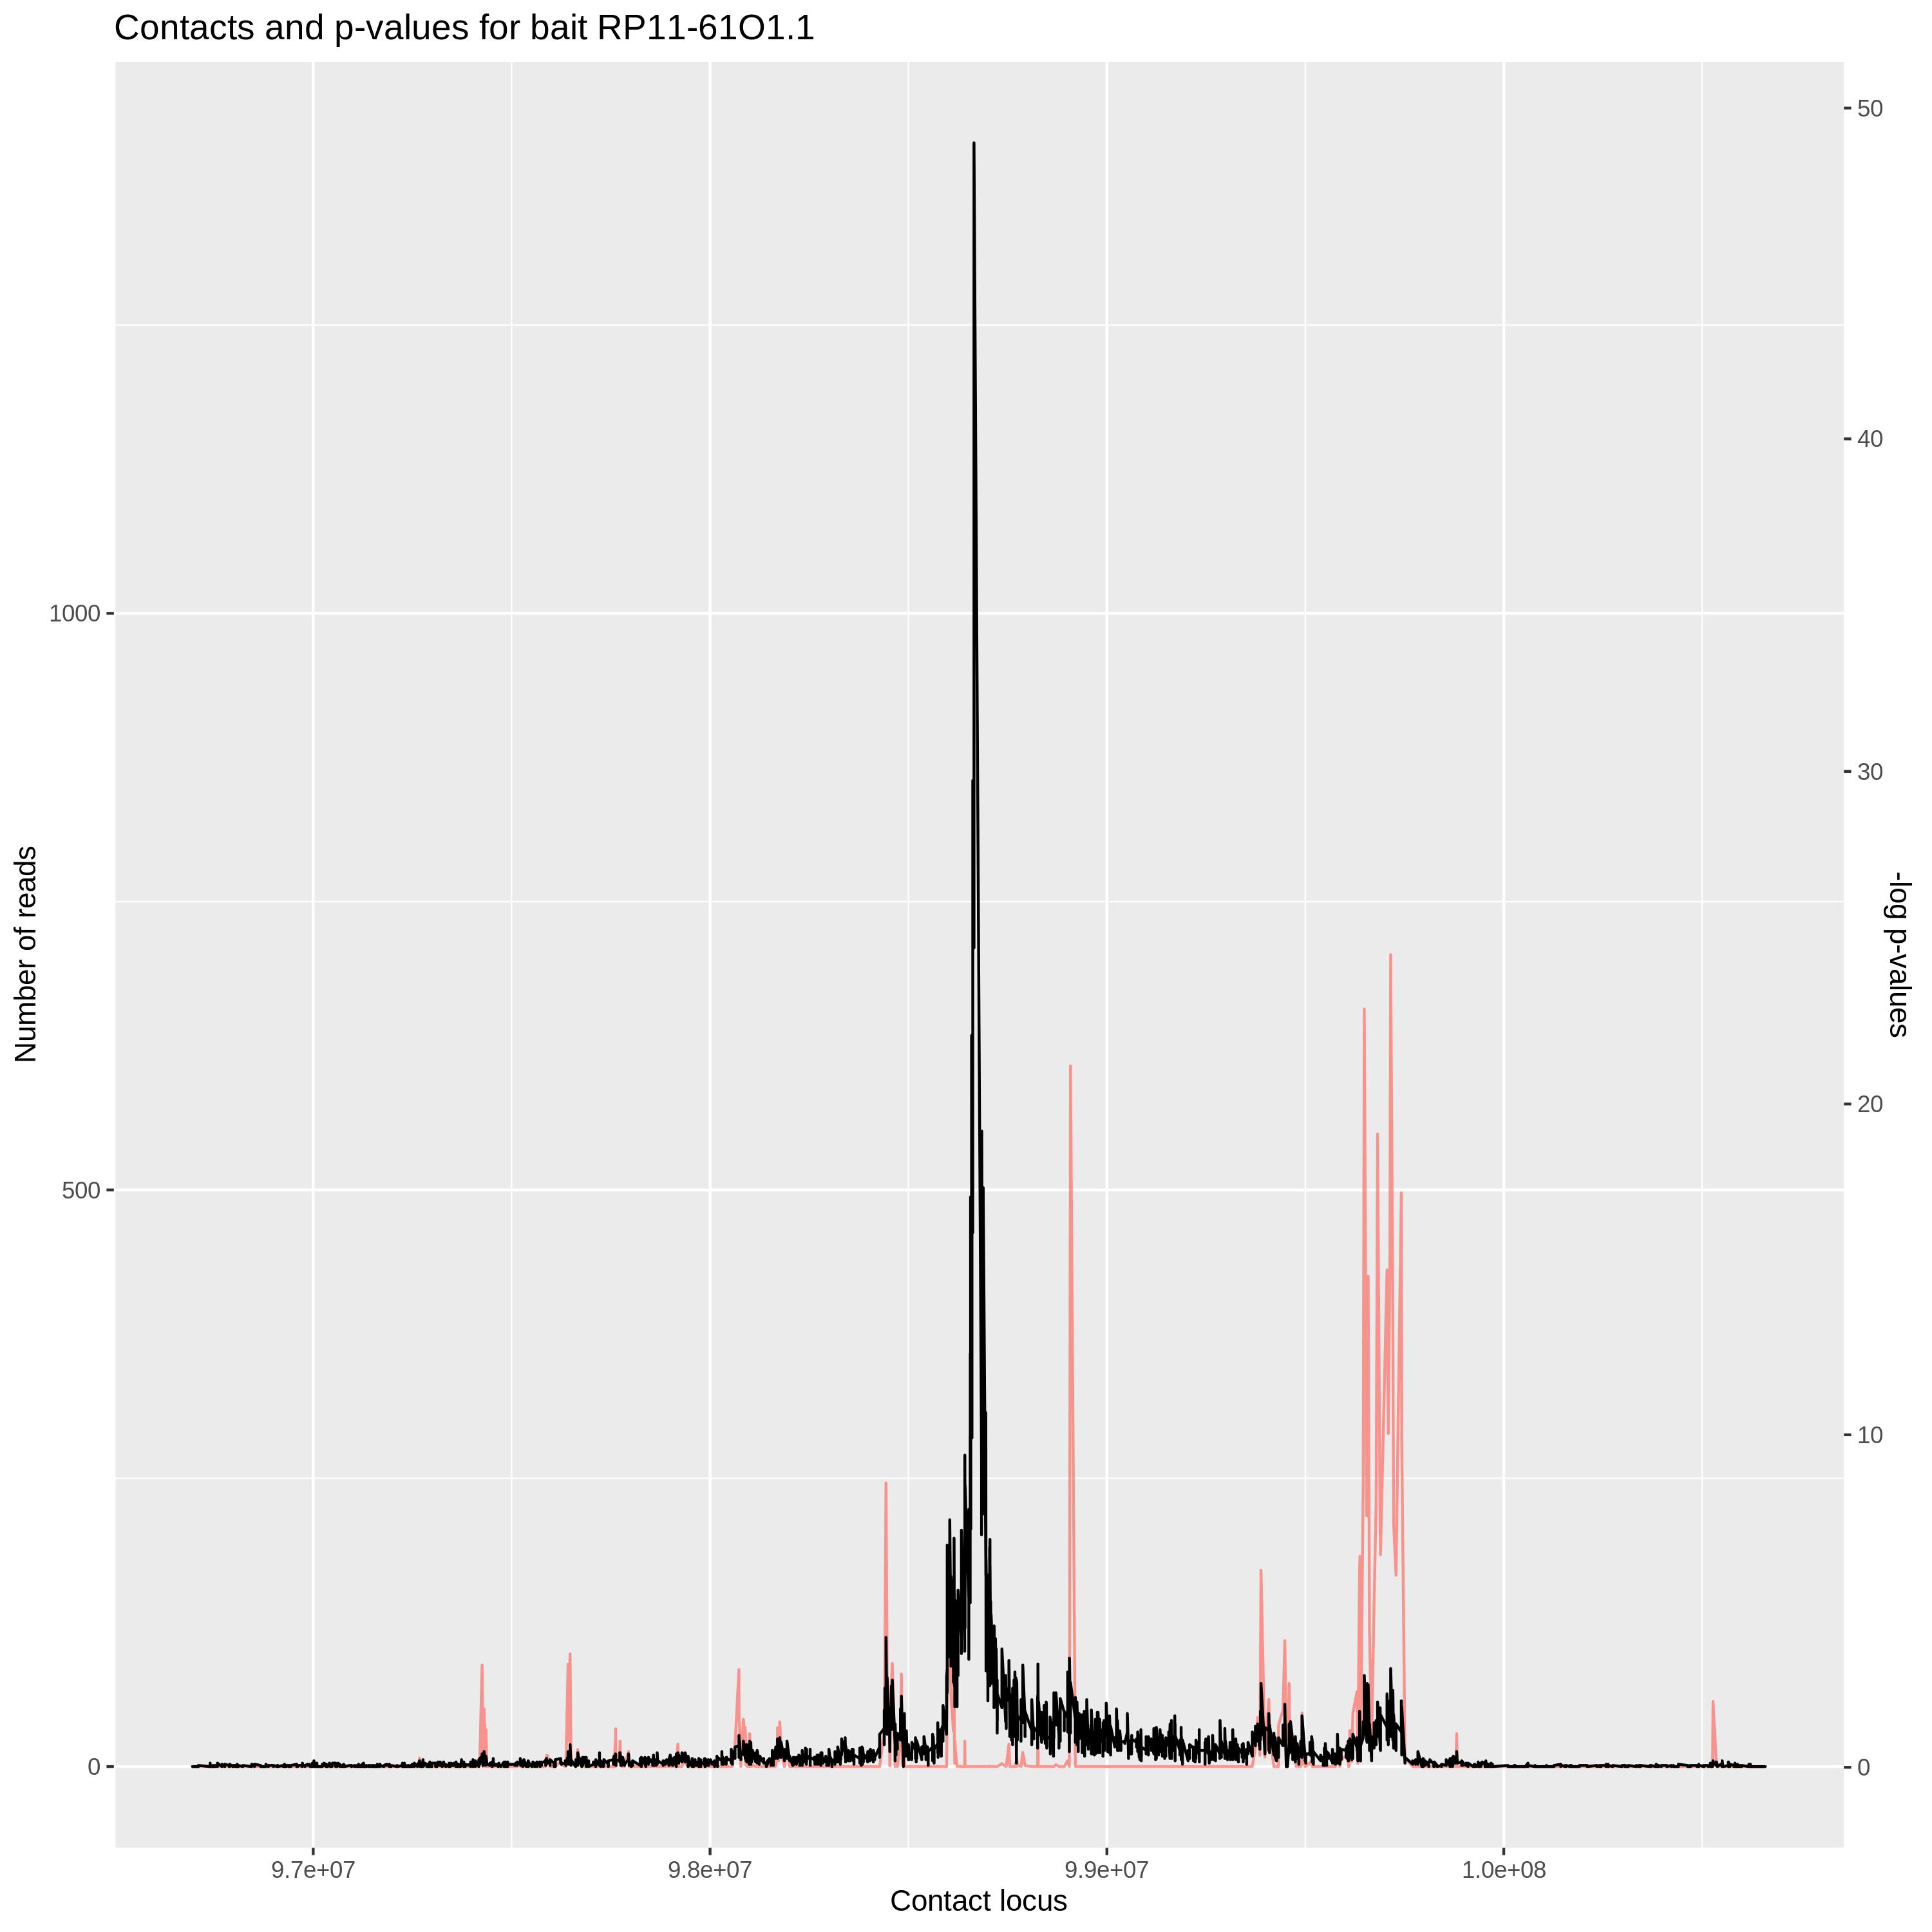 Contacts and p-values for bait RP11-61O1.1
50
40
30
20
10
0
1000
500
0
Number of reads
-log p-values
9.7e+07
9.8e+07
9.9e+07
1.0e+08
Contact locus